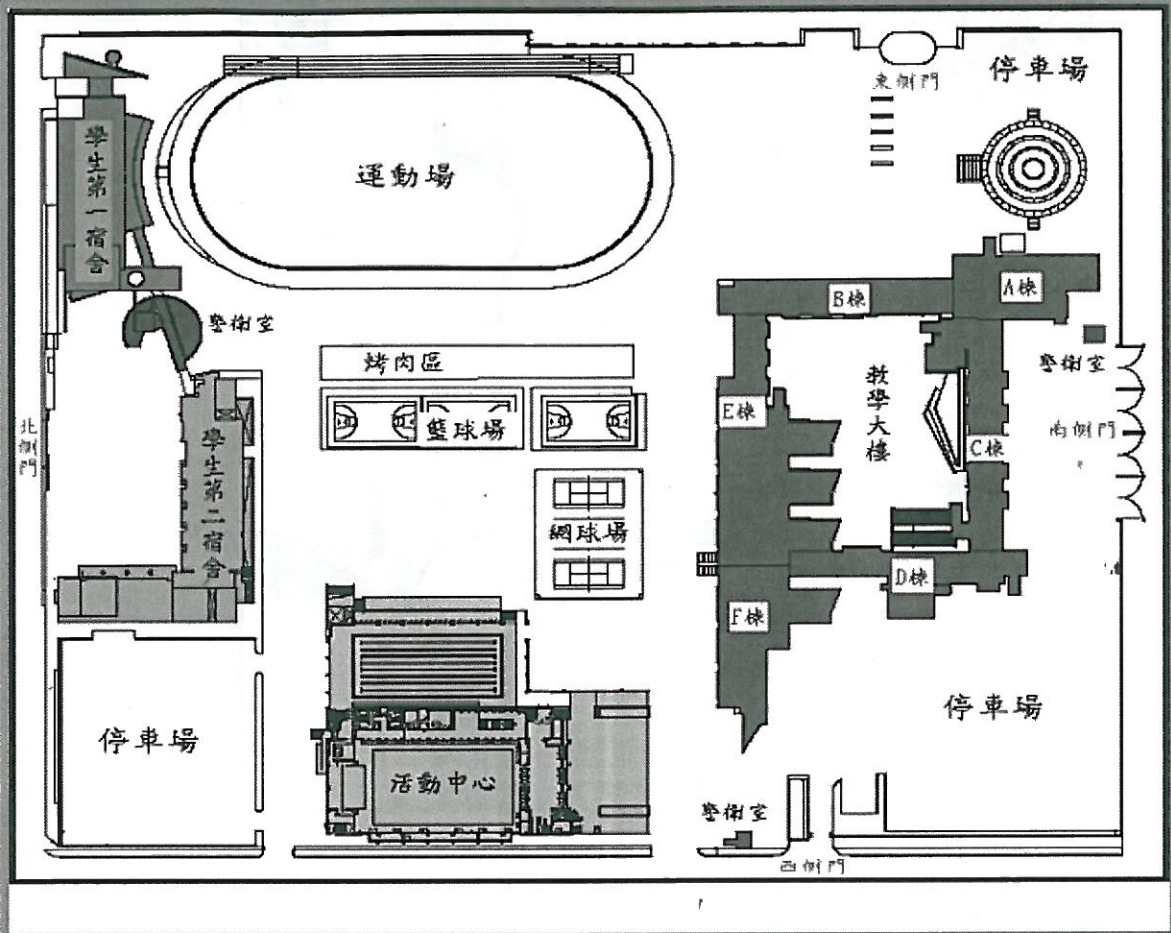 停車場
東側門
學生第一宿舍
運動場
A棟
B棟
警衛室
警衛室
烤肉區
教學大樓
E棟
籃球場
南側門
北側門
C棟
學生第二宿舍
網球場
D棟
F棟
停車場
停車場
活動中心
警衛室
西側門